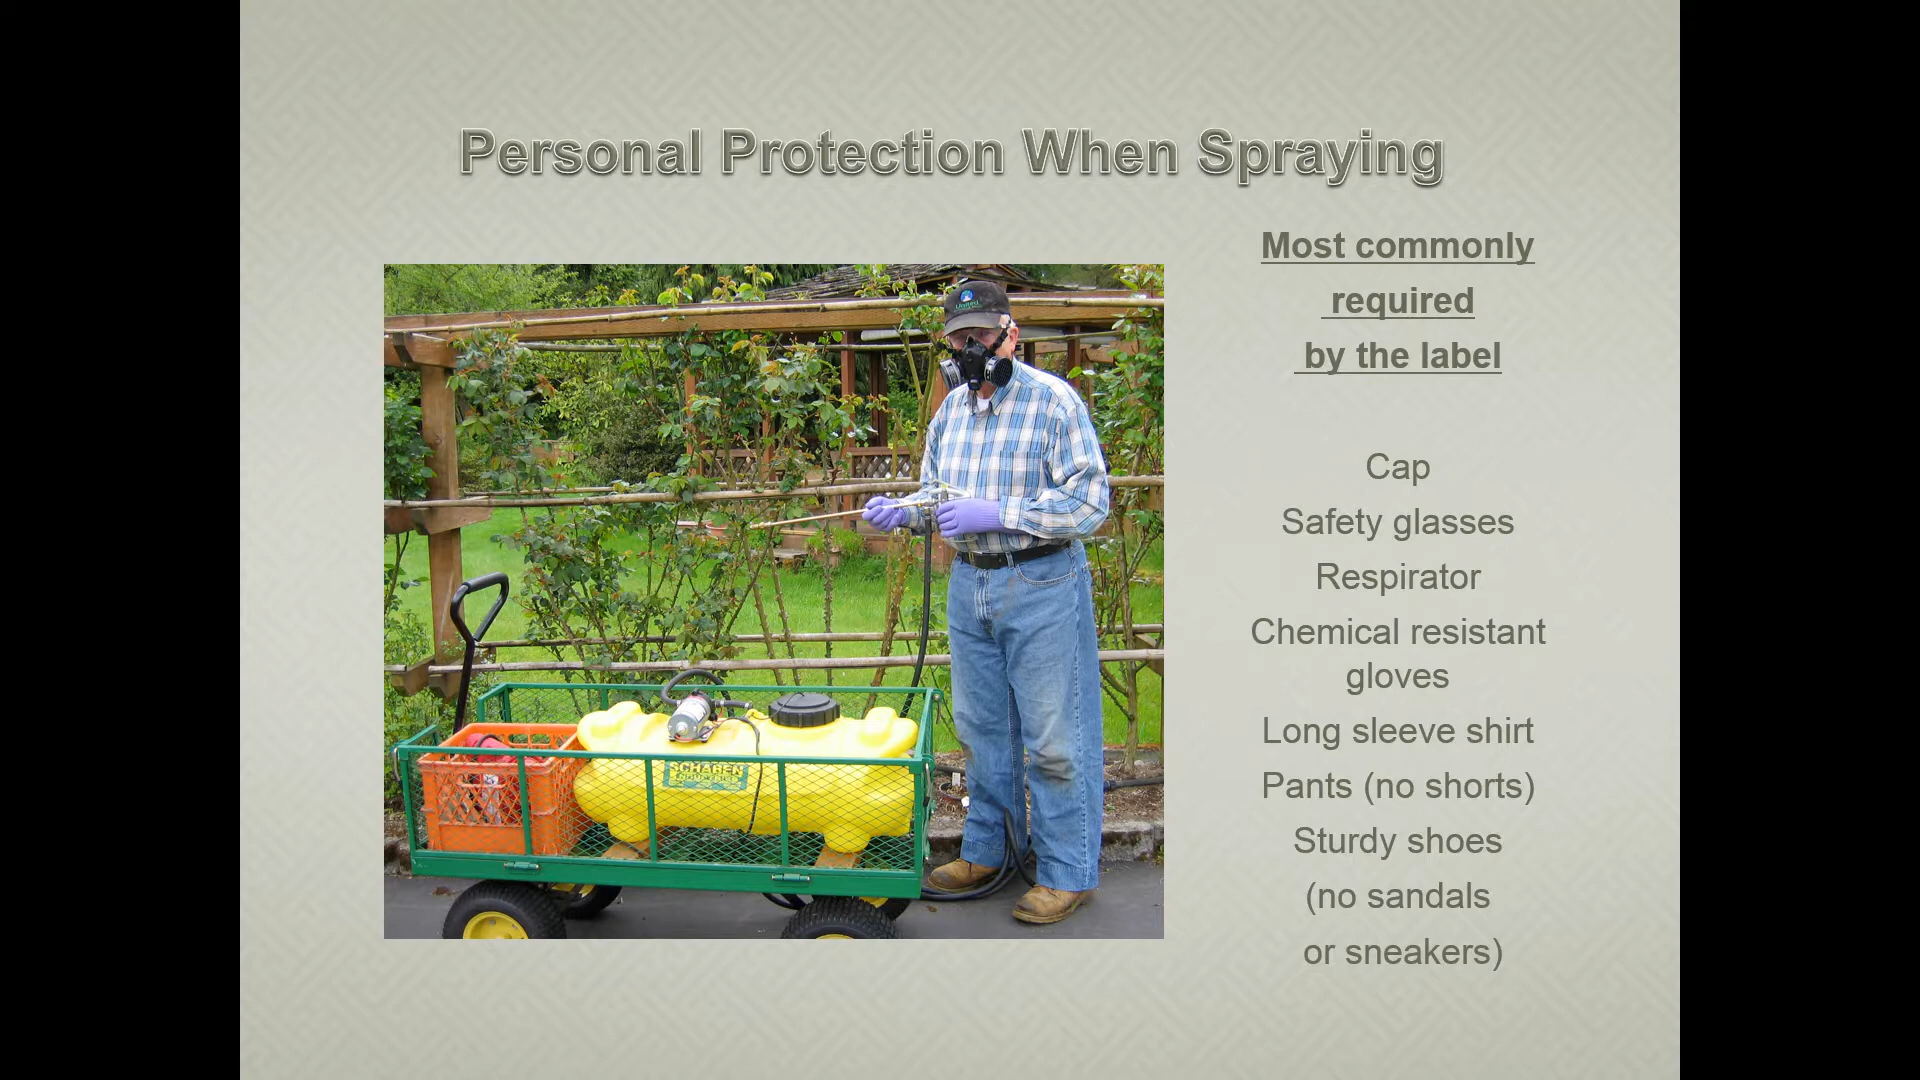 Personal Protection When Spraying
Most commonly
required
by the label
Cap
Safety glasses
Respirator
Chemical resistant
gloves
Long sleeve shirt
Pants (no shorts)
Sturdy shoes
(no sandals
or sneakers)
SCHABEN